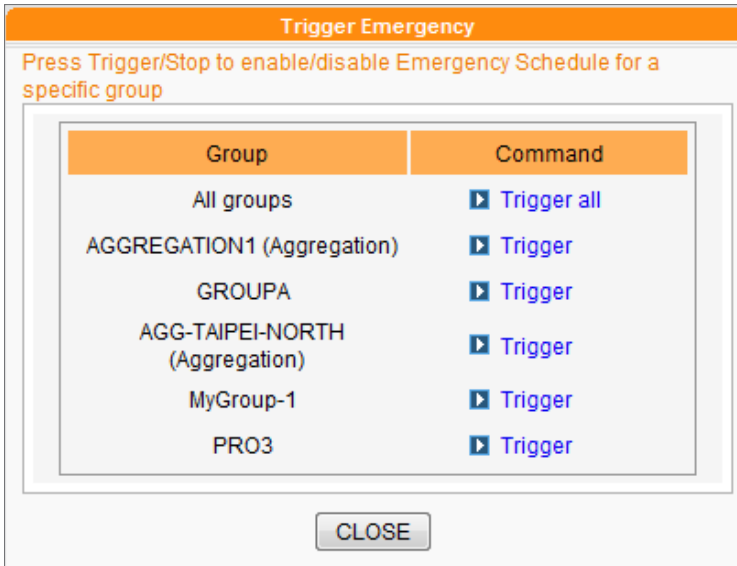 Trigger Emergency
Press Trigger/Stop to enable/disable Emergency Schedule for a
specific group
Group Command
All groups Trigger all
AGGREGATION1 (Aggregation) Trigger
GROUPA Trigger
AGG-TAIPEI-NORTH
(Aggregation) Trigger
MyGroup-1 Trigger
PRO3 Trigger
CLOSE